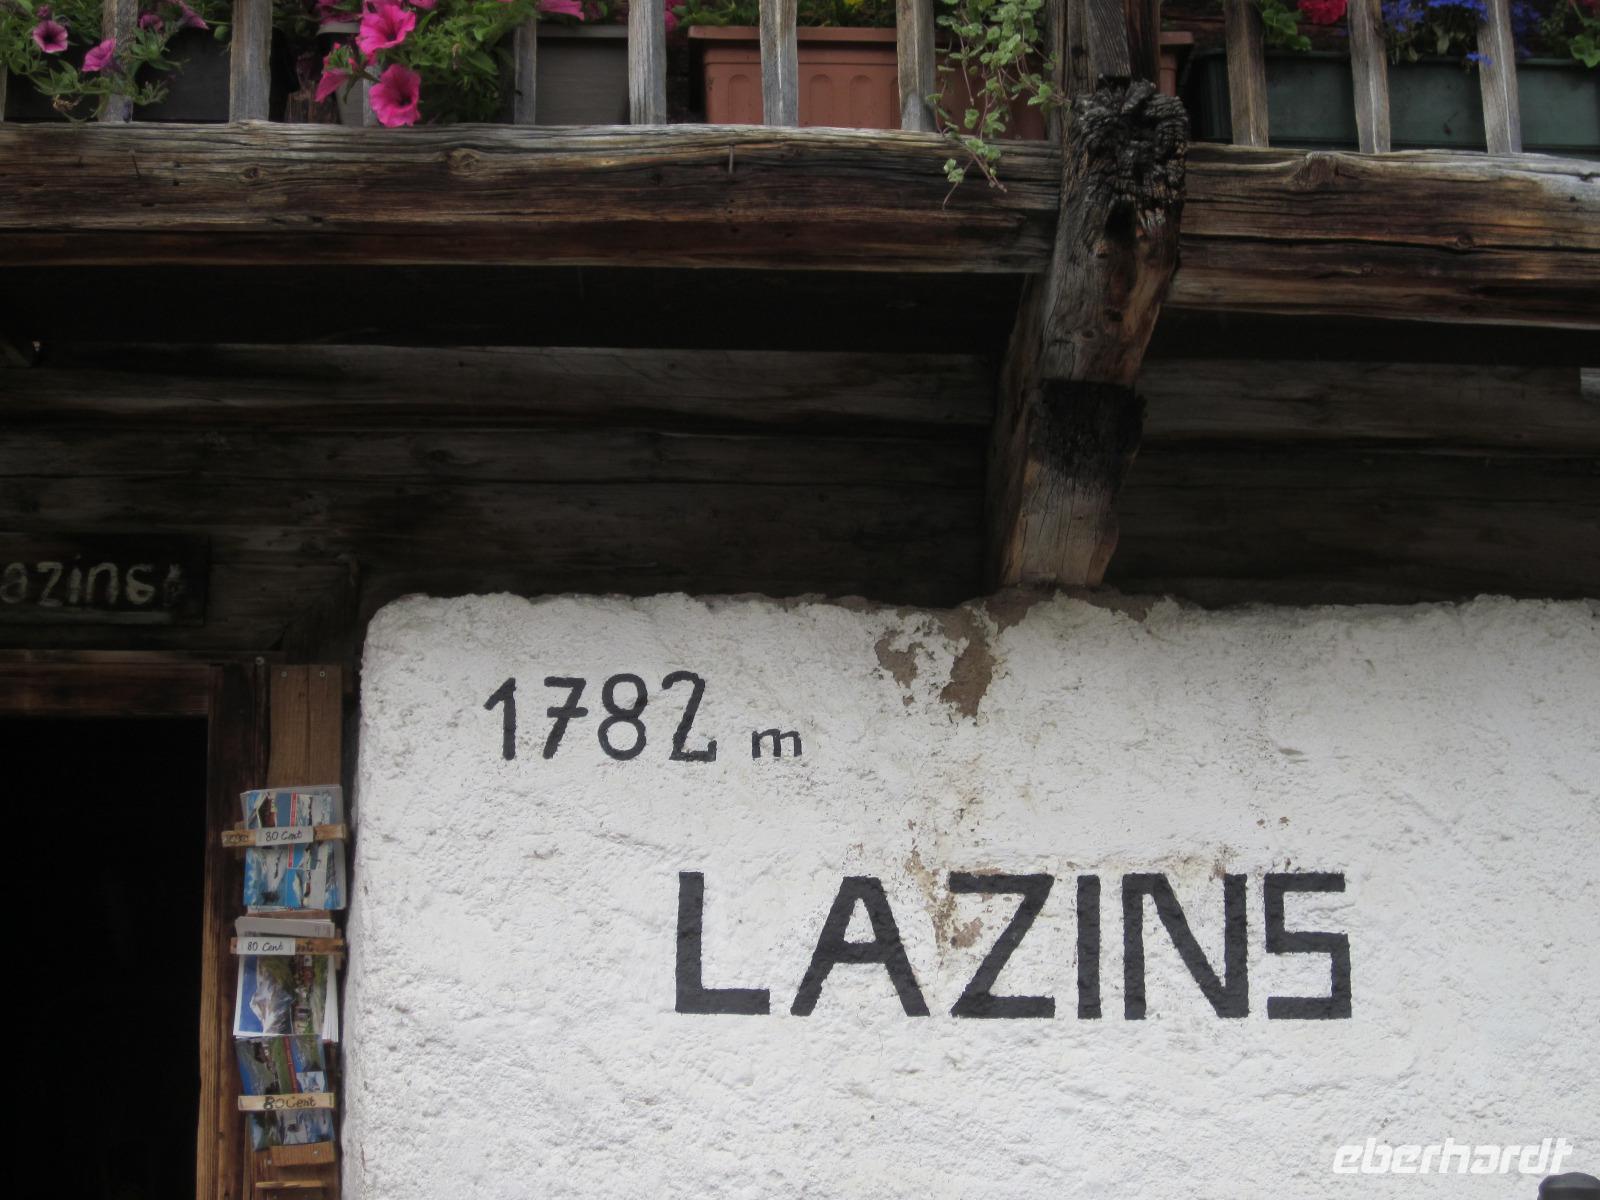 1782 m
LAZINS
80 Cent
80 Cent
80 Cent
eberhardt